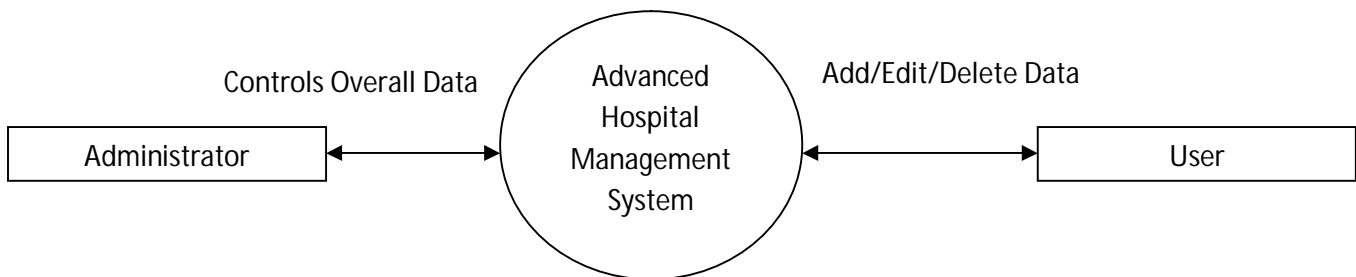 Controls Overall Data
Advanced
Hospital
Management
System
Add/Edit/Delete Data
Administrator
User